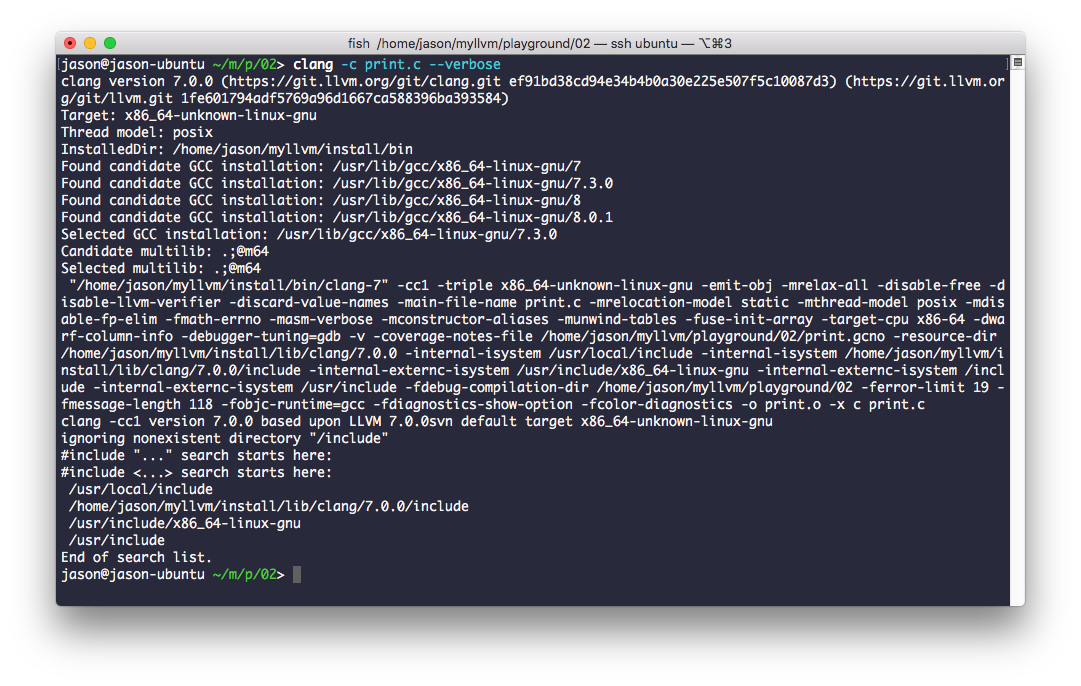 fish /home/jason/myllvm/playground/02 — ssh ubuntu — ⌥⌘3
[jason@jason-ubuntu ~/m/p/02> clang -c print.c --verbose ]
clang version 7.0.0 (https://git.llvm.org/git/clang.git ef91bd38cd94e34b4b0a30e225e507f5c10087d3) (https://git.llvm.or
g/git/llvm.git 1fe601794adf5769a96d1667ca588396ba393584)
Target: x86_64-unknown-linux-gnu
Thread model: posix
InstalledDir: /home/jason/myllvm/install/bin
Found candidate GCC installation: /usr/lib/gcc/x86_64-linux-gnu/7
Found candidate GCC installation: /usr/lib/gcc/x86_64-linux-gnu/7.3.0
Found candidate GCC installation: /usr/lib/gcc/x86_64-linux-gnu/8
Found candidate GCC installation: /usr/lib/gcc/x86_64-linux-gnu/8.0.1
Selected GCC installation: /usr/lib/gcc/x86_64-linux-gnu/7.3.0
Candidate multilib: .;@m64
Selected multilib: .;@m64
 "/home/jason/myllvm/install/bin/clang-7" -cc1 -triple x86_64-unknown-linux-gnu -emit-obj -mrelax-all -disable-free -d
isable-llvm-verifier -discard-value-names -main-file-name print.c -mrelocation-model static -mthread-model posix -mdis
able-fp-elim -fmath-errno -masm-verbose -mconstructor-aliases -munwind-tables -fuse-init-array -target-cpu x86-64 -dwa
rf-column-info -debugger-tuning=gdb -v -coverage-notes-file /home/jason/myllvm/playground/02/print.gcno -resource-dir
/home/jason/myllvm/install/lib/clang/7.0.0 -internal-isystem /usr/local/include -internal-isystem /home/jason/myllvm/i
nstall/lib/clang/7.0.0/include -internal-externc-isystem /usr/include/x86_64-linux-gnu -internal-externc-isystem /incl
ude -internal-externc-isystem /usr/include -fdebug-compilation-dir /home/jason/myllvm/playground/02 -ferror-limit 19 -
fmessage-length 118 -fobjc-runtime=gcc -fdiagnostics-show-option -fcolor-diagnostics -o print.o -x c print.c
clang -cc1 version 7.0.0 based upon LLVM 7.0.0svn default target x86_64-unknown-linux-gnu
ignoring nonexistent directory "/include"
#include "..." search starts here:
#include <...> search starts here:
 /usr/local/include
 /home/jason/myllvm/install/lib/clang/7.0.0/include
 /usr/include/x86_64-linux-gnu
 /usr/include
End of search list.
jason@jason-ubuntu ~/m/p/02>